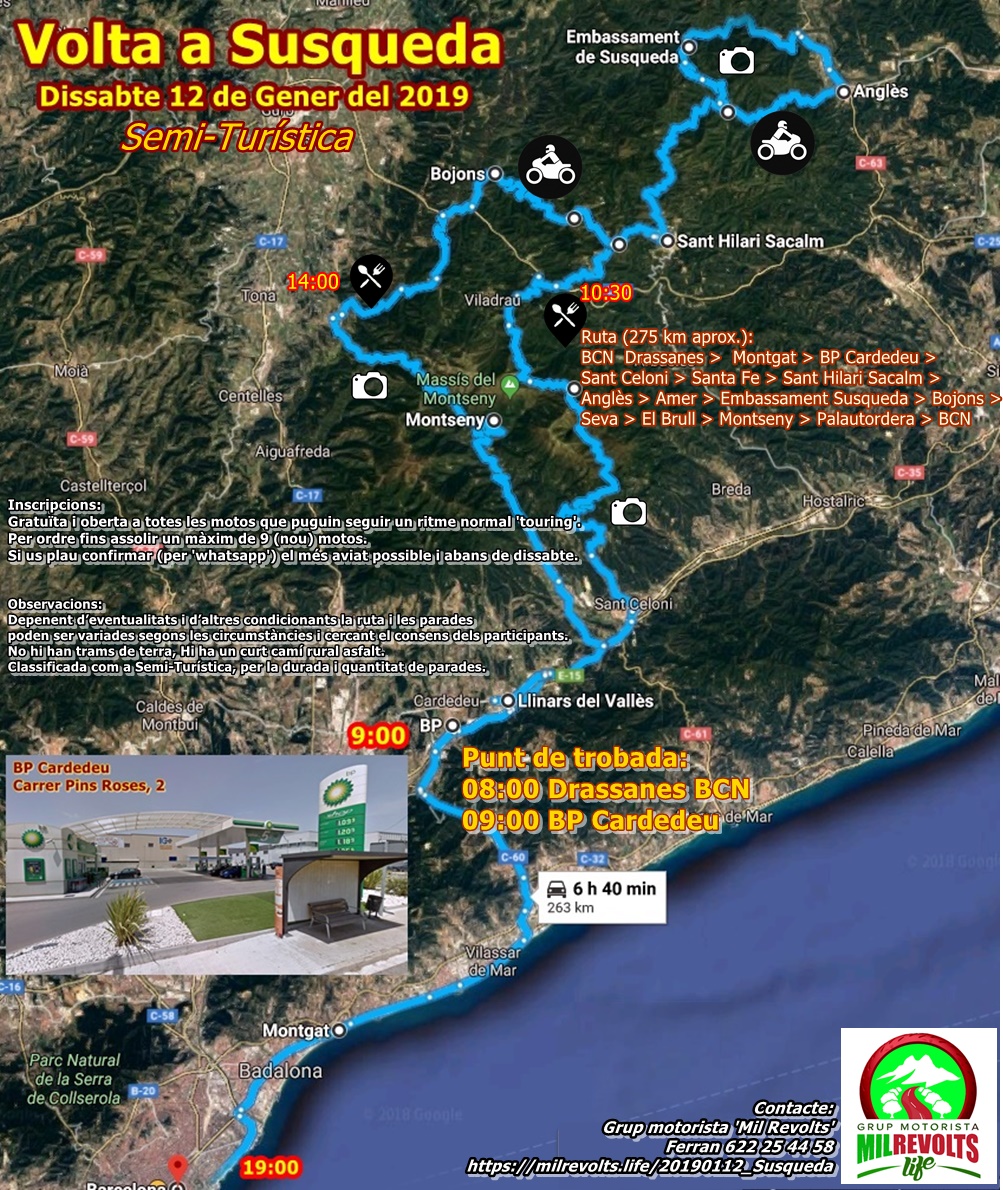 Volta a Susqueda
Dissabte 12 de Gener del 2019
Semi-Turística
Embassament
de Susqueda
Anglès
C-63
Bojons
C-17
C-59
Sant Hilari Sacalm
C-25
14:00
Tona
Viladrau
10:30
Ruta (275 km aprox.):
BCN Drassanes > Montgat > BP Cardedeu >
Sant Celoni > Santa Fe > Sant Hilari Sacalm >
Anglès > Amer > Embassament Susqueda > Bojons >
Seva > El Brull > Montseny > Palautordera > BCN
Moià
Massís del
Montseny
Centelles
Montseny
C-59
Aiguafreda
C-35
Castellterçol
C-17
Breda
Hostalric
Inscripcions:
Gratuïta i oberta a totes les motos que puguin seguir un ritme normal 'touring'.
Per ordre fins assolir un màxim de 9 (nou) motos.
Si us plau confirmar (per 'whatsapp') el més aviat possible i abans de dissabte.
Sant Celoni
Observacions:
Depenent d'eventualitats i d'altres condicionants la ruta i les parades
poden ser variades segons les circumstàncies i cercant el consens dels participants.
No hi han trams de terra, Hi ha un curt camí rural asfalt.
Classificada com a Semi-Turística, per la durada i quantitat de parades.
E-15
Cardedeu
Llinars del Vallès
Caldes de
Montbui
BP
9:00
C-61
Pineda de Mar
Calella
Punt de trobada:
08:00 Drassanes BCN
09:00 BP Cardedeu
de Mar
BP Cardedeu
Carrer Pins Roses, 2
bp
C-60
C-32
© 2018 Google
6 h 40 min
263 km
Vilassar
de Mar
C-16
C-58
Montgat
Parc Natural
de la Serra
de Collserola
Badalona
B-20
© 2018 Google
19:00
Barcelona
Contacte:
Grup motorista 'Mil Revolts'
Ferran 622 25 44 58
https://milrevolts.life/20190112_Susqueda
GRUP MOTORISTA
MILREVOLTS
life